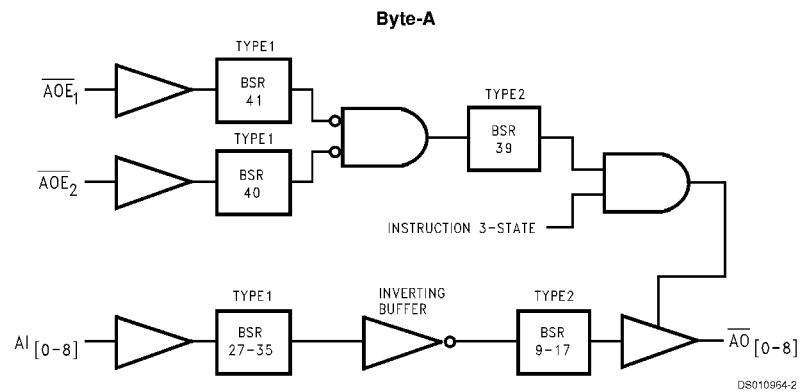 Byte-A
TYPE1
AOE1
BSR
41
TYPE2
BSR
39
TYPE1
AOE2
BSR
40
INSTRUCTION 3-STATE
TYPE1
INVERTING
BUFFER
TYPE2
AI[0-8]
BSR
27-35
BSR
9-17
AO[0-8]
DS010964-2